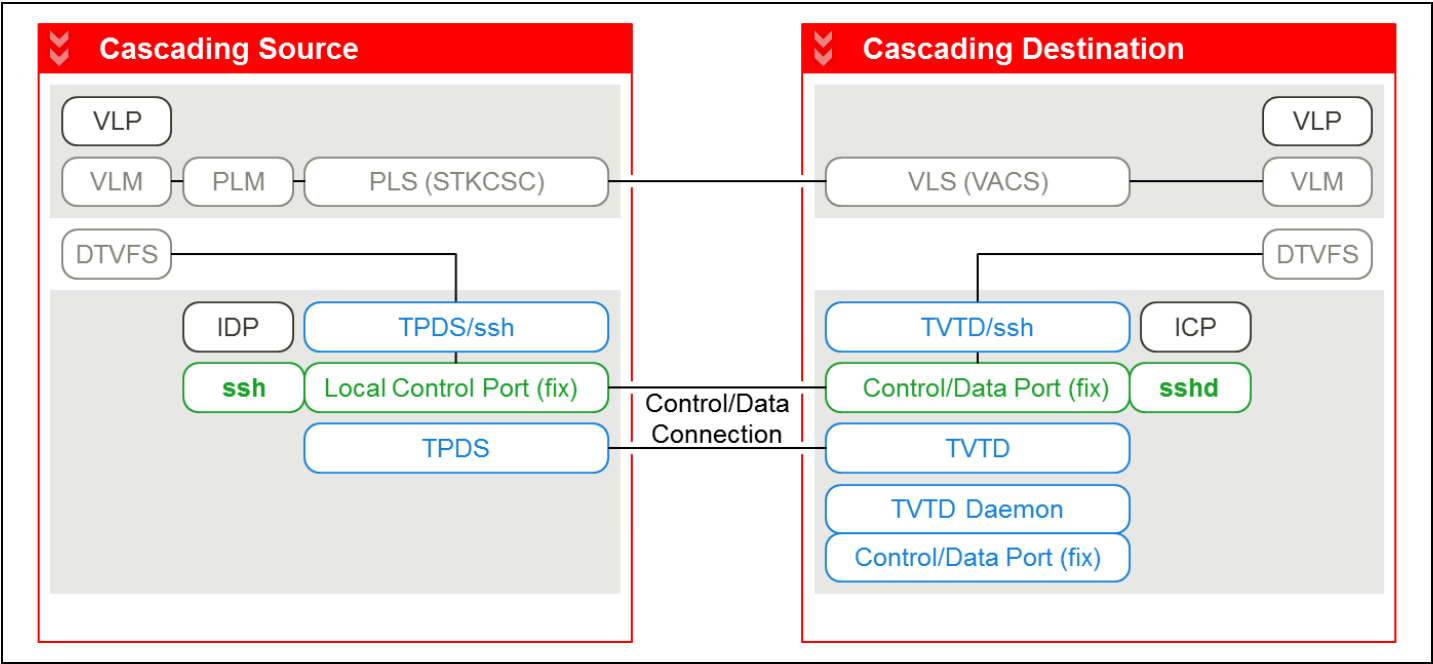 Cascading Source
Cascading Destination
VLP
VLP
VLM
PLM
PLS (STKCSC)
VLS (VACS)
VLM
DTVFS
DTVFS
IDP
TPDS/ssh
TVTD/ssh
ICP
ssh
Local Control Port (fix)
Control/Data Port (fix)
sshd
Control/Data
Connection
TPDS
TVTD
TVTD Daemon
Control/Data Port (fix)